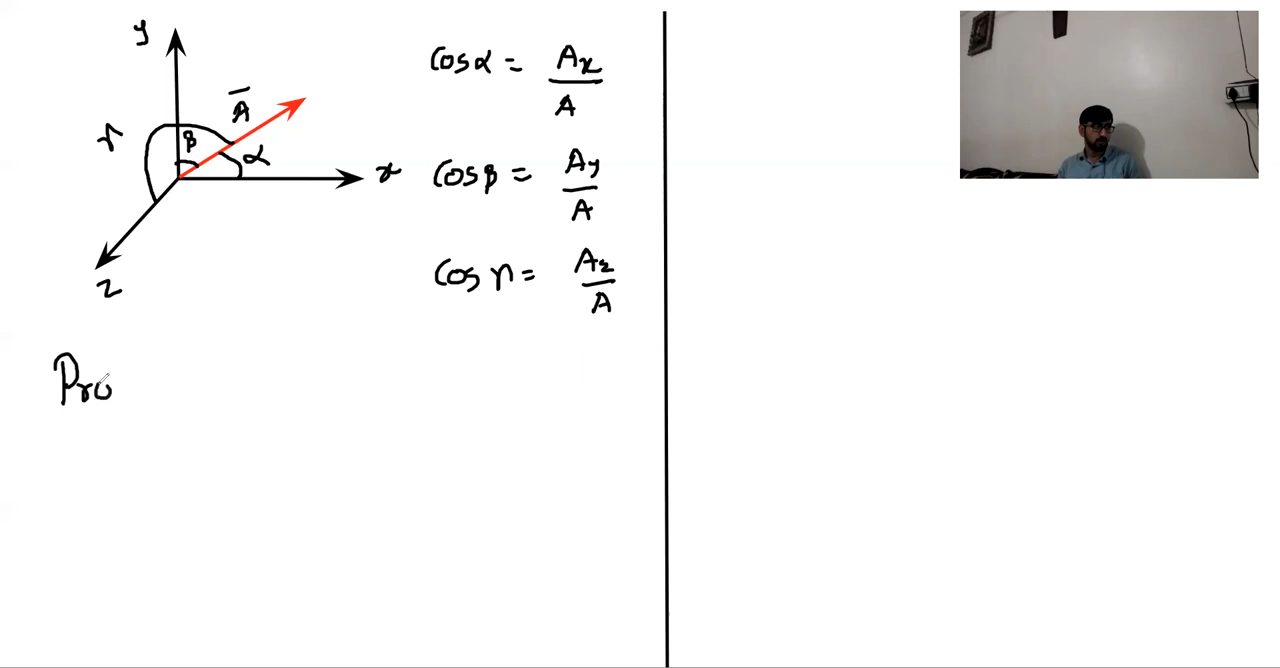 y
A̅
γ
β
α
x
z
Cosα = Ax/A
Cosβ = Ay/A
Cosγ = Az/A
Pro